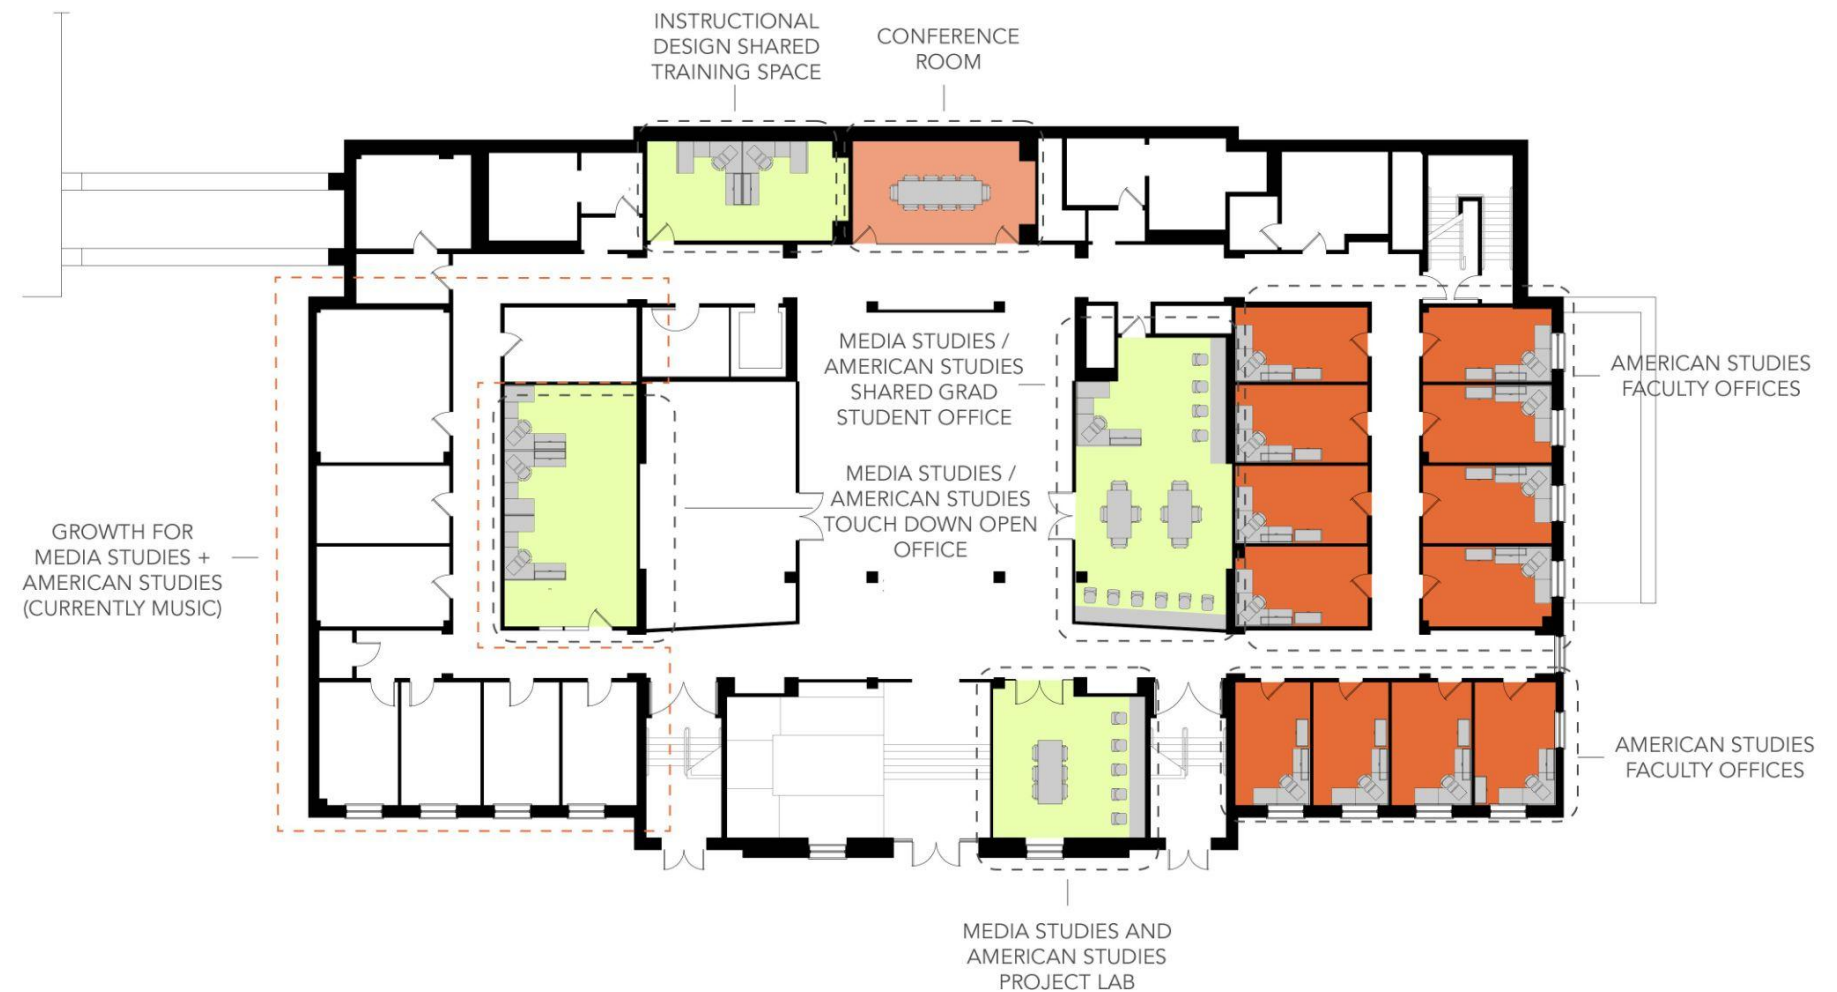 INSTRUCTIONAL
DESIGN SHARED
TRAINING SPACE
CONFERENCE
ROOM
MEDIA STUDIES /
AMERICAN STUDIES
SHARED GRAD
STUDENT OFFICE
AMERICAN STUDIES
FACULTY OFFICES
MEDIA STUDIES /
AMERICAN STUDIES
TOUCH DOWN OPEN
OFFICE
GROWTH FOR
MEDIA STUDIES +
AMERICAN STUDIES
(CURRENTLY MUSIC)
AMERICAN STUDIES
FACULTY OFFICES
MEDIA STUDIES AND
AMERICAN STUDIES
PROJECT LAB